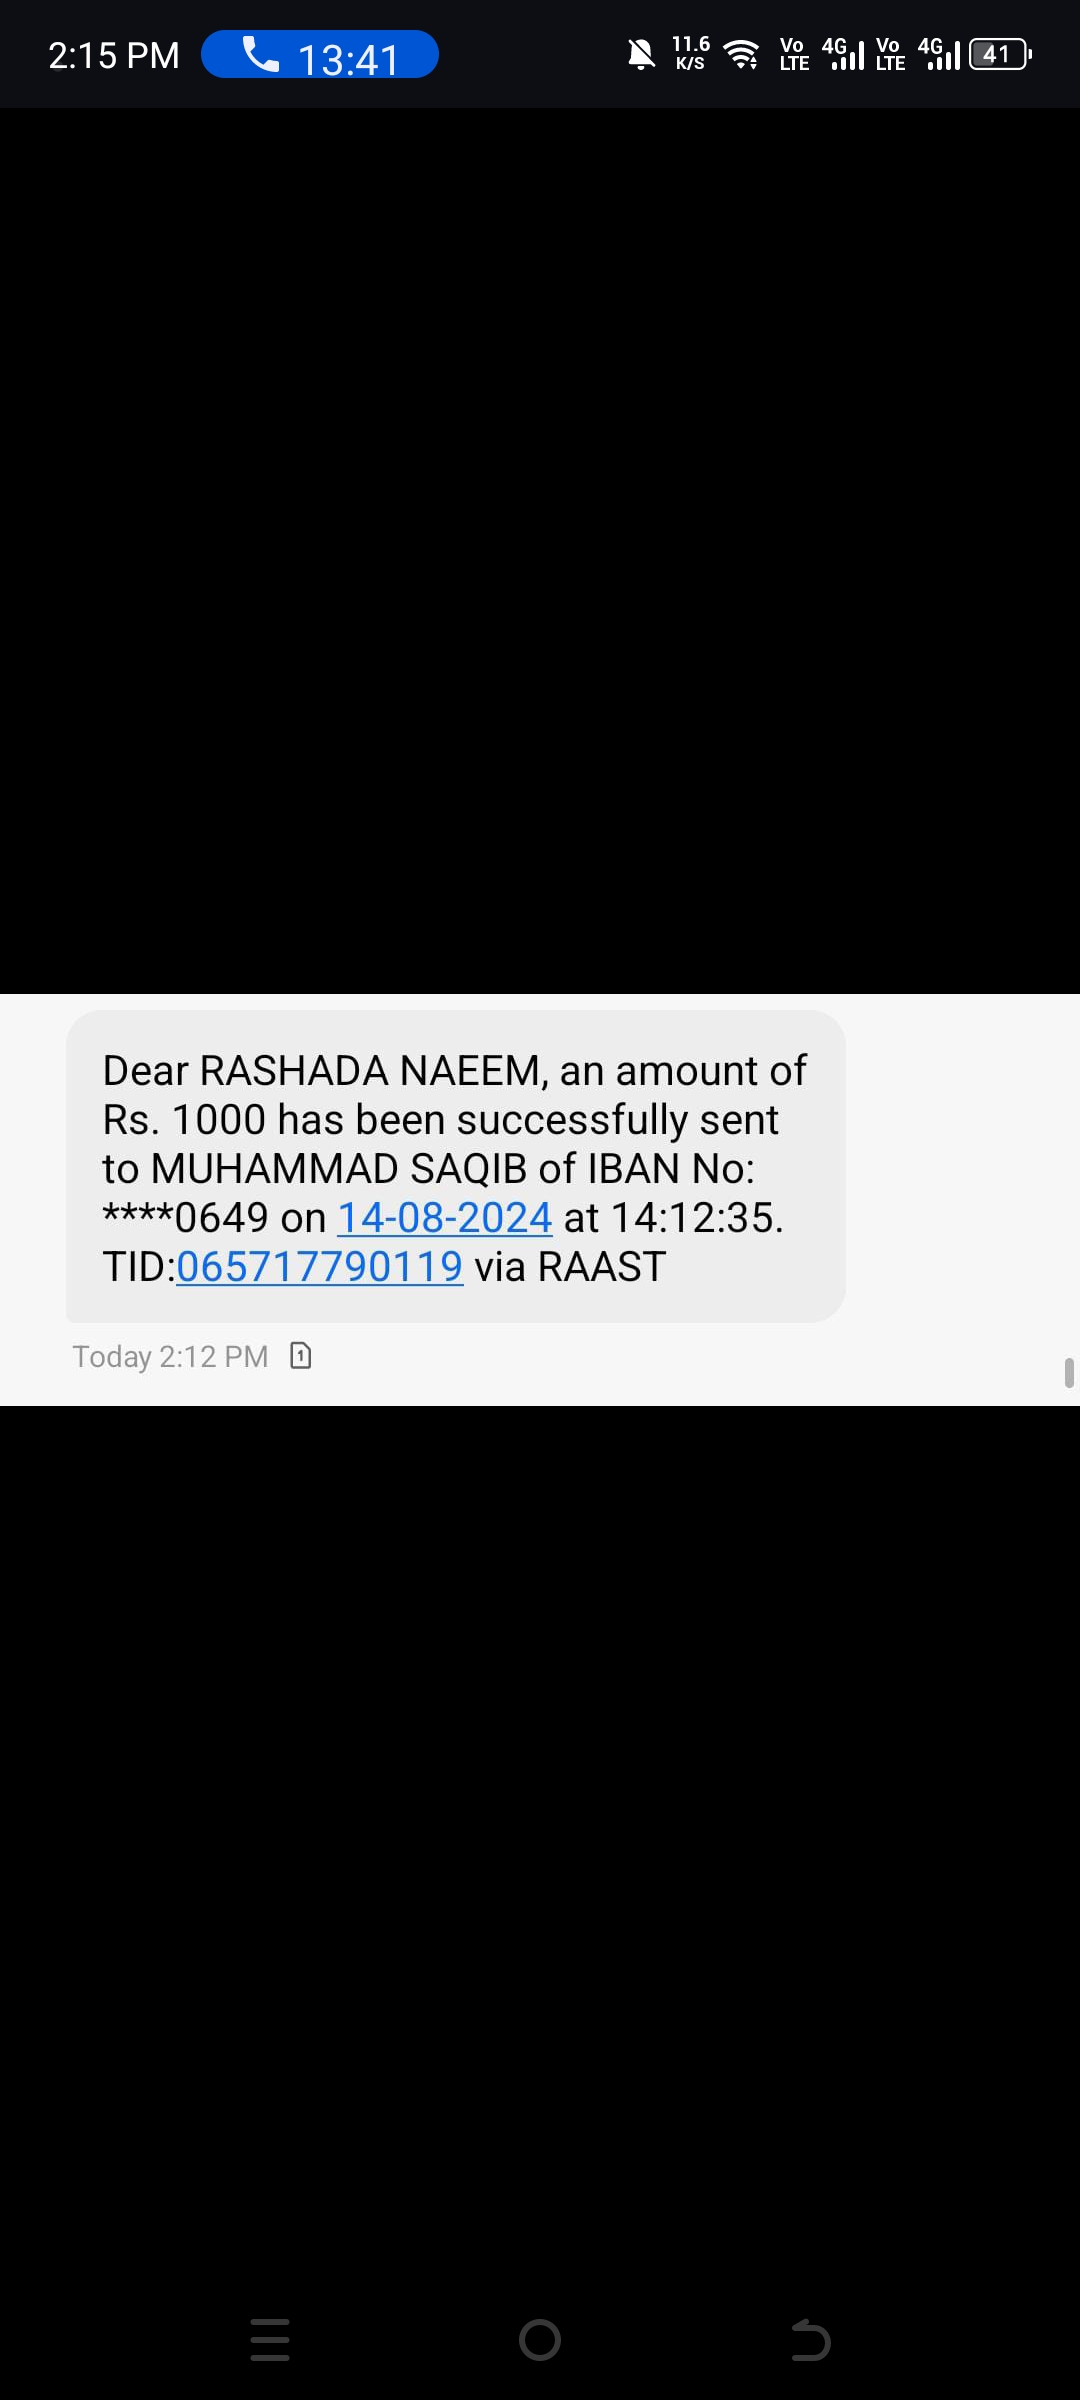 2:15 PM 13:41 11.6 K/S Vo LTE 4G Vo LTE 4G 41
Dear RASHADA NAEEM, an amount of
Rs. 1000 has been successfully sent
to MUHAMMAD SAQIB of IBAN No:
****0649 on 14-08-2024 at 14:12:35.
TID:065717790119 via RAAST
Today 2:12 PM 1